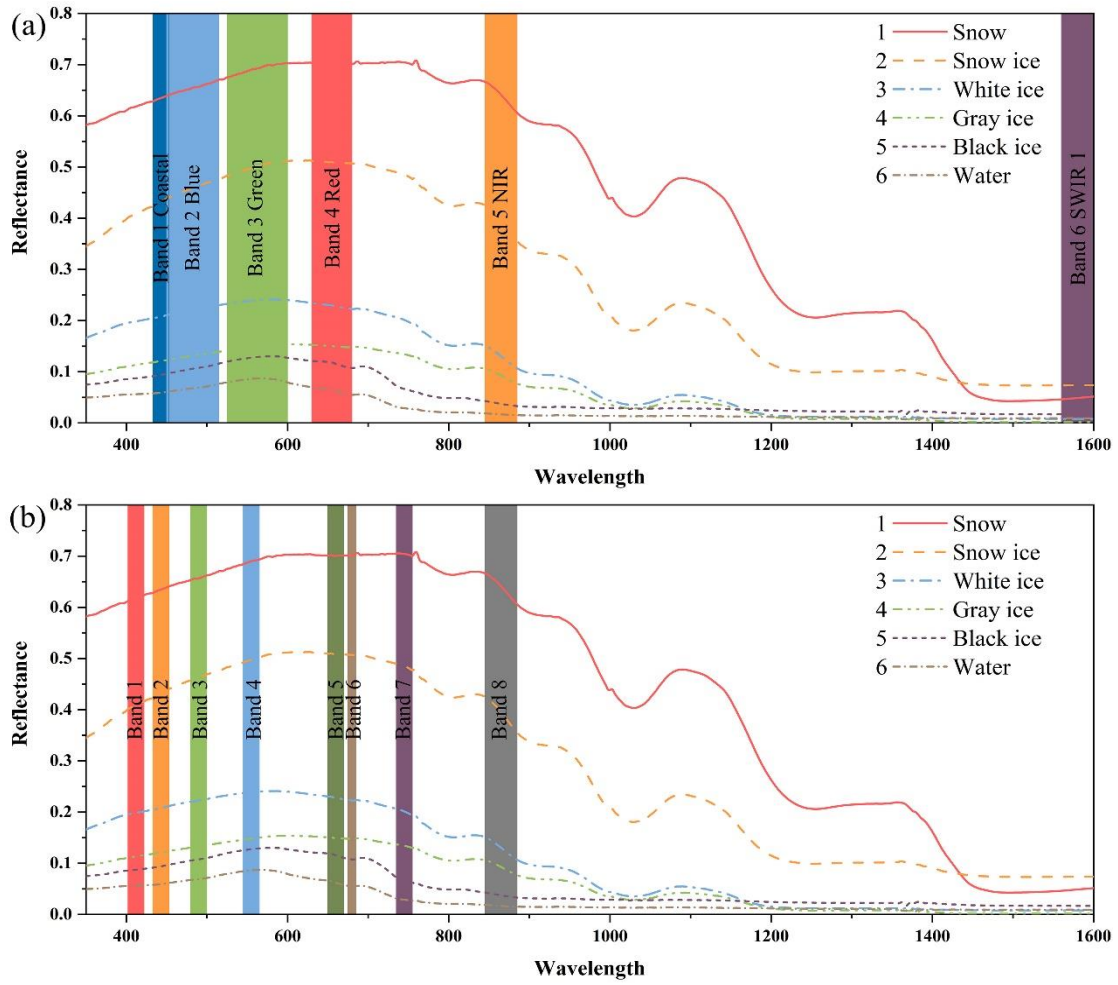 (a)
0.8
0.7
0.6
0.5
0.4
0.3
0.2
0.1
0.0
Reflectance
Band 1 Coastal
Band 2 Blue
Band 3 Green
Band 4 Red
Band 5 NIR
Band 6 SWIR 1
1 Snow
2 Snow ice
3 White ice
4 Gray ice
5 Black ice
6 Water
400 600 800 1000 1200 1400 1600
Wavelength
(b)
0.8
0.7
0.6
0.5
0.4
0.3
0.2
0.1
0.0
Reflectance
Band 1
Band 2
Band 3
Band 4
Band 5
Band 6
Band 7
Band 8
1 Snow
2 Snow ice
3 White ice
4 Gray ice
5 Black ice
6 Water
400 600 800 1000 1200 1400 1600
Wavelength